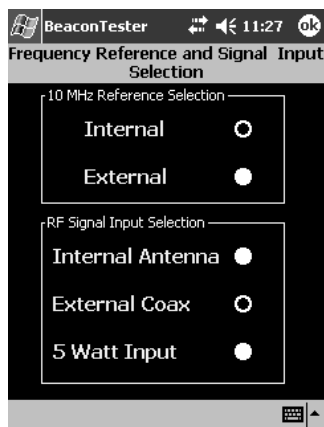 BeaconTester 11:27 ok
Frequency Reference and Signal Input
Selection
10 MHz Reference Selection
Internal
External
RF Signal Input Selection
Internal Antenna
External Coax
5 Watt Input